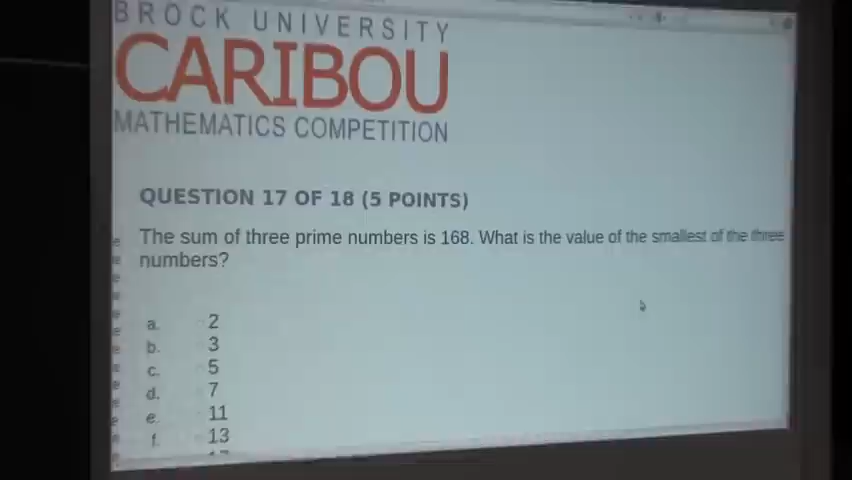 BROCK UNIVERSITY
CARIBOU
MATHEMATICS COMPETITION
QUESTION 17 OF 18 (5 POINTS)
The sum of three prime numbers is 168. What is the value of the smallest of the three
numbers?
a. 2
b. 3
c. 5
d. 7
e. 11
f. 13